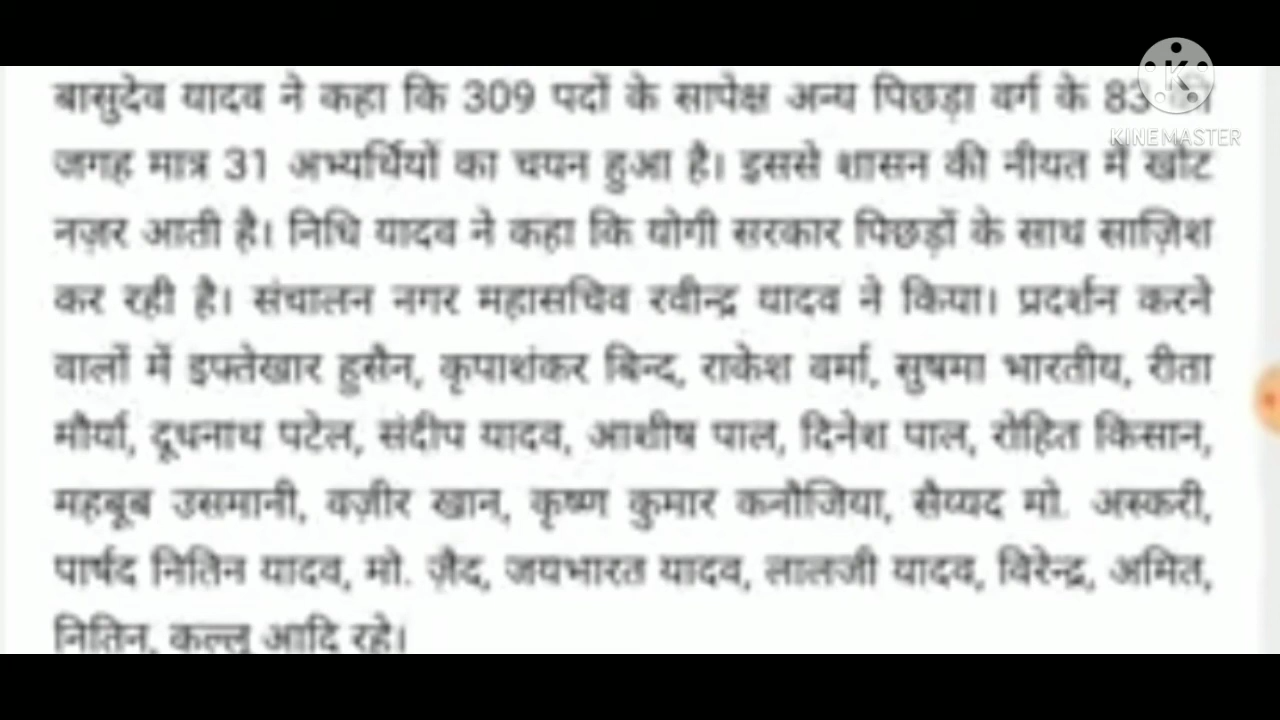 बासुदेव यादव ने कहा कि 309 पदों के सापेक्ष अन्य पिछड़ा वर्ग के 83
KINEMASTER
जगह मात्र 31 अभ्यर्थियों का चयन हुआ है। इससे शासन की नीयत में खोट
नज़र आती है। निधि यादव ने कहा कि योगी सरकार पिछड़ों के साथ साज़िश
कर रही है। संचालन नगर महासचिव रवीन्द्र यादव ने किया। प्रदर्शन करने
वालों में इफ्तेखार हुसैन, कृपाशंकर बिन्द, राकेश वर्मा, सुषमा भारतीय, रीता
मौर्या, दूधनाथ पटेल, संदीप यादव, आशीष पाल, दिनेश पाल, रोहित किसान,
महबूब उसमानी, वज़ीर खान, कृष्ण कुमार कनौजिया, सैय्यद मो. अस्करी,
पार्षद नितिन यादव, मो. ज़ैद, जयभारत यादव, लालजी यादव, विरेन्द्र, अमित,
नितिन, कल्लू आदि रहे।